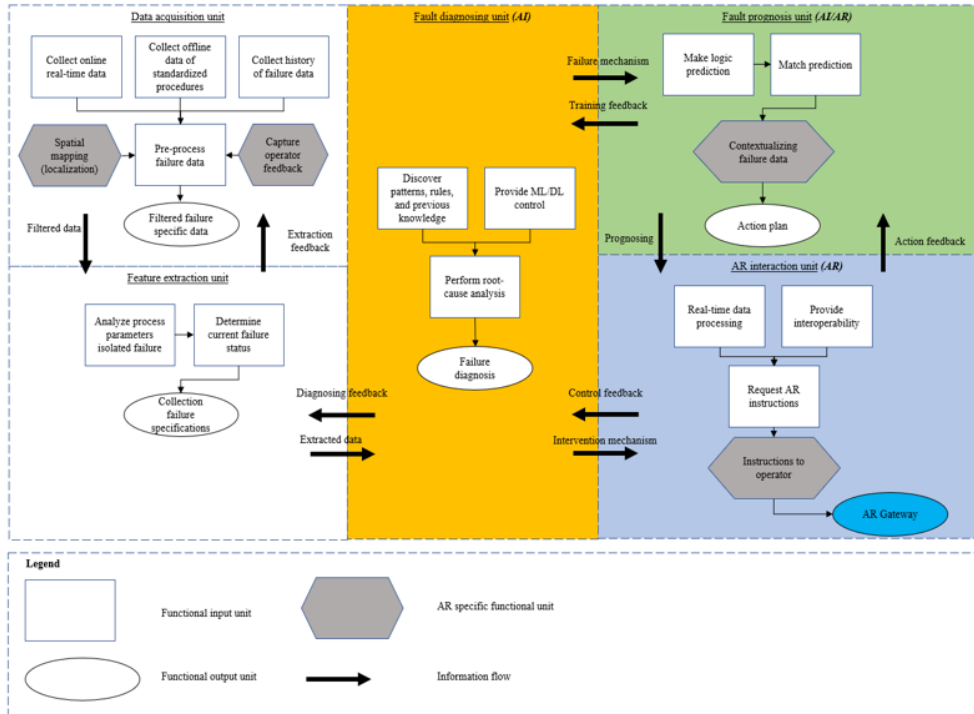 Data acquisition unit
Collect online
real-time data
Collect offline
data of
standardized
procedures
Collect history
of failure data
Spatial
mapping
(localization)
Pre-process
failure data
Capture
operator
feedback
Filtered failure
specific data
Filtered data
Extraction
feedback
Feature extraction unit
Analyze process
parameters
isolated failure
Determine
current failure
status
Collection
failure
specifications
Diagnosing feedback
Extracted data
Fault diagnosing unit (AI)
Discover
patterns, rules,
and previous
knowledge
Provide ML/DL
control
Perform root-
cause analysis
Failure
diagnosis
Failure mechanism
Training feedback
Fault prognosis unit (AI/AR)
Make logic
prediction
Match prediction
Contextualizing
failure data
Action plan
Prognosing
Action feedback
AR interaction unit (AR)
Real-time data
processing
Provide
interoperability
Request AR
instructions
Control feedback
Intervention mechanism
Instructions to
operator
AR Gateway
Legend
Functional input unit
AR specific functional unit
Functional output unit
Information flow